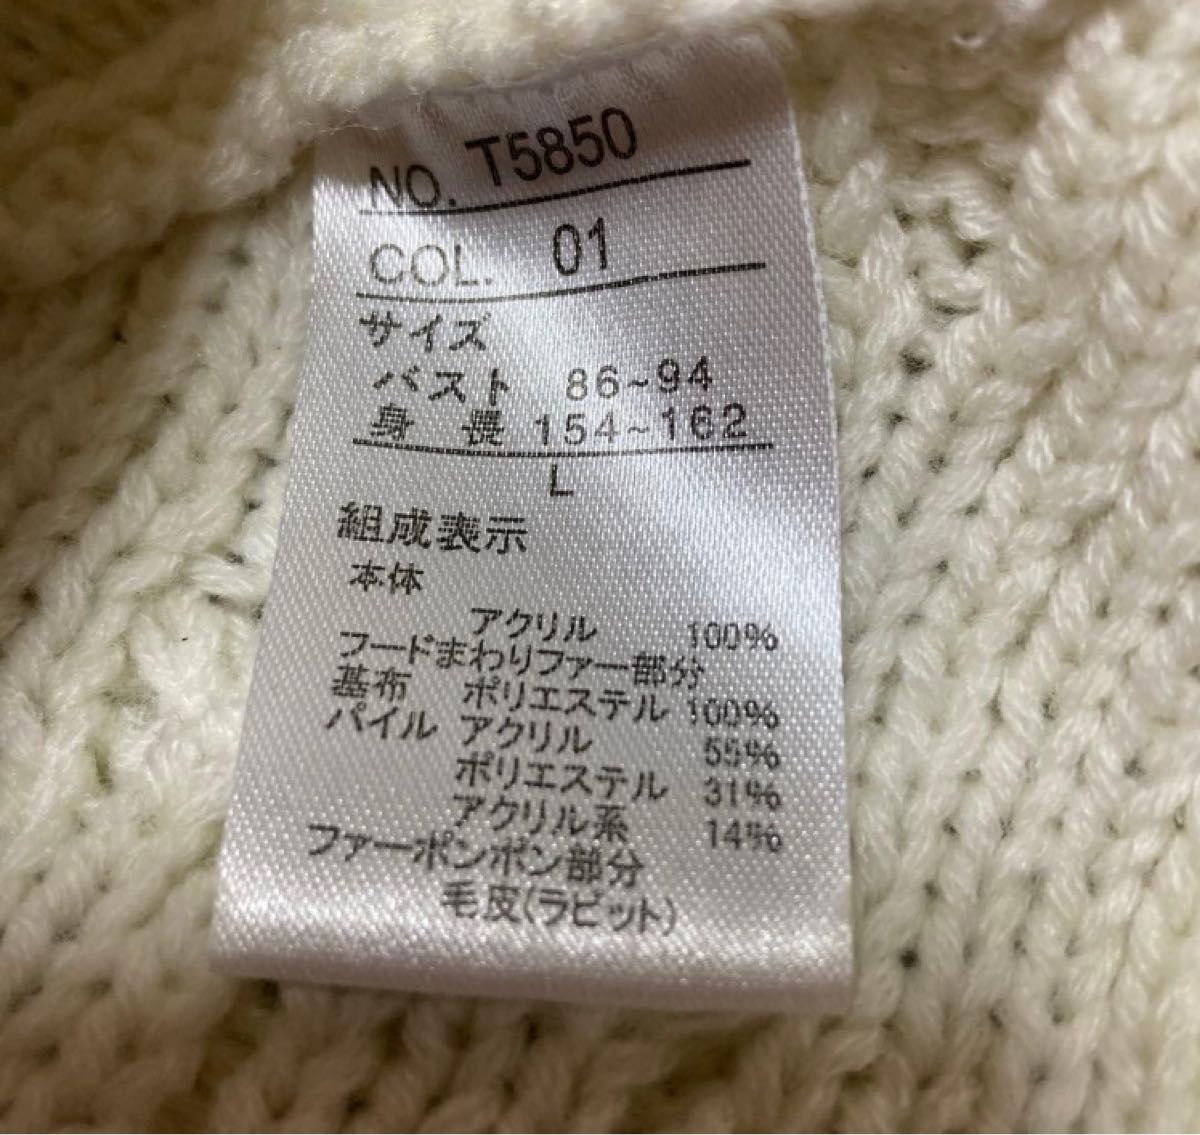 NO. T5850
COL. 01
サイズ
バスト 86~94
身長 154~162
L
組成表示
本体
アクリル 100%
フードまわりファー部分
基布 ポリエステル 100%
パイル アクリル 55%
ポリエステル 31%
アクリル系 14%
ファーポンポン部分
毛皮(ラビット)